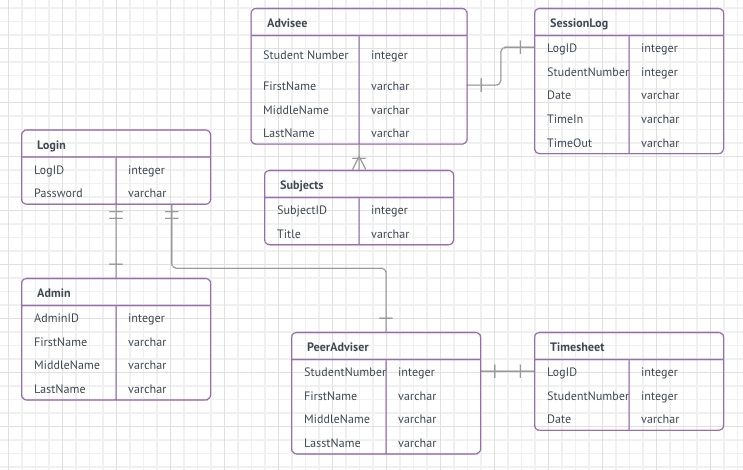 Advisee
Student Number integer
FirstName varchar
MiddleName varchar
LastName varchar
SessionLog
LogID integer
StudentNumber integer
Date varchar
TimeIn varchar
TimeOut varchar
Login
LogID integer
Password varchar
Subjects
SubjectID integer
Title varchar
Admin
AdminID integer
FirstName varchar
MiddleName varchar
LastName varchar
PeerAdviser
StudentNumber integer
FirstName varchar
MiddleName varchar
LasstName varchar
Timesheet
LogID integer
StudentNumber integer
Date varchar